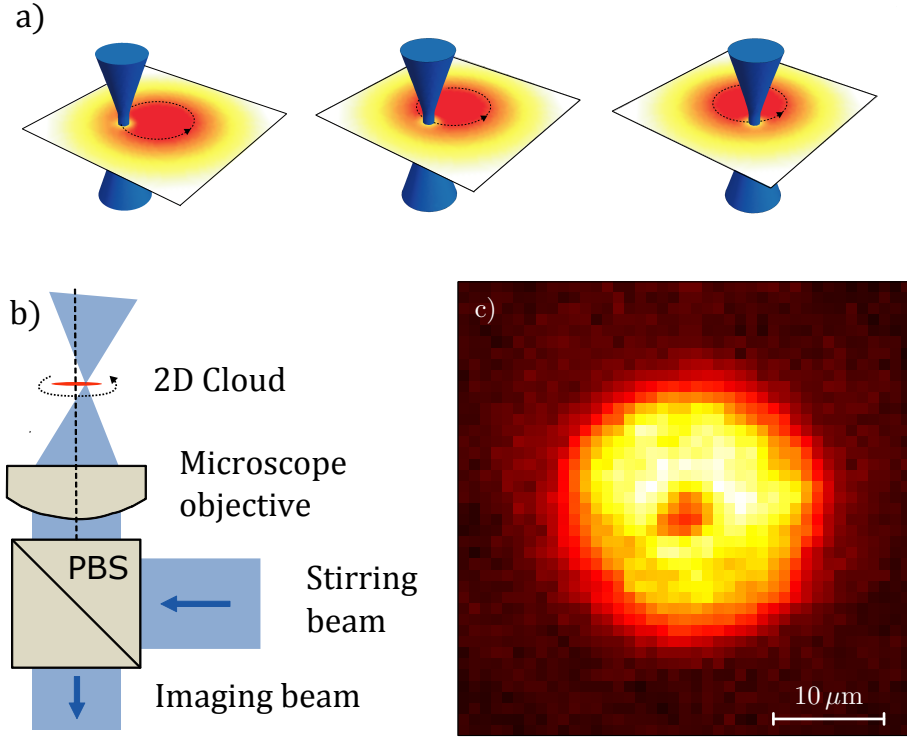 a)
b)
2D Cloud
Microscope
objective
PBS
Stirring
beam
Imaging beam
c)
10 μm